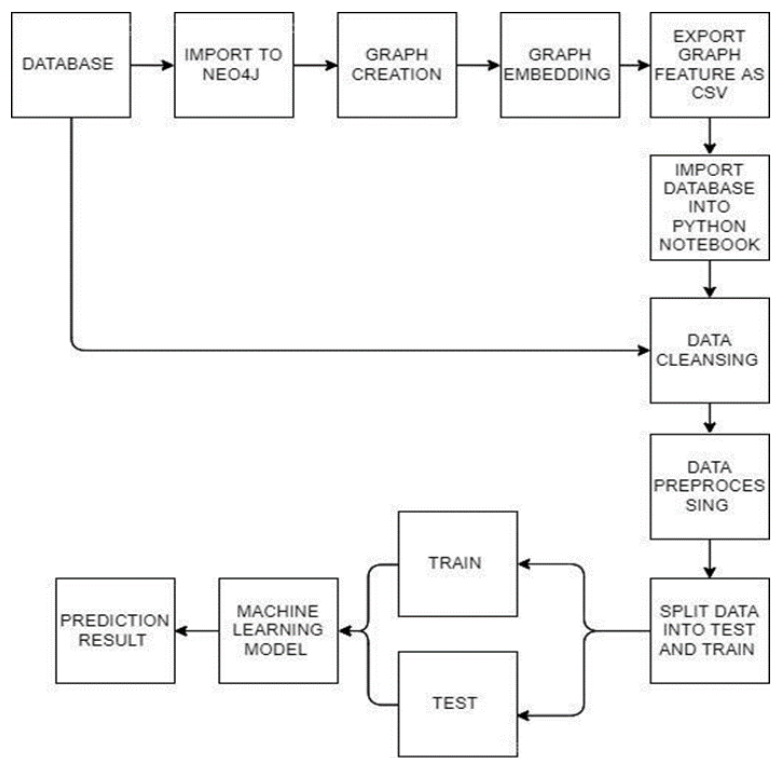 DATABASE
IMPORT TO
NEO4J
GRAPH
CREATION
GRAPH
EMBEDDING
EXPORT
GRAPH
FEATURE AS
CSV
IMPORT
DATABASE
INTO
PYTHON
NOTEBOOK
DATA
CLEANSING
DATA
PREPROCES
SING
SPLIT DATA
INTO TEST
AND TRAIN
TRAIN
TEST
MACHINE
LEARNING
MODEL
PREDICTION
RESULT